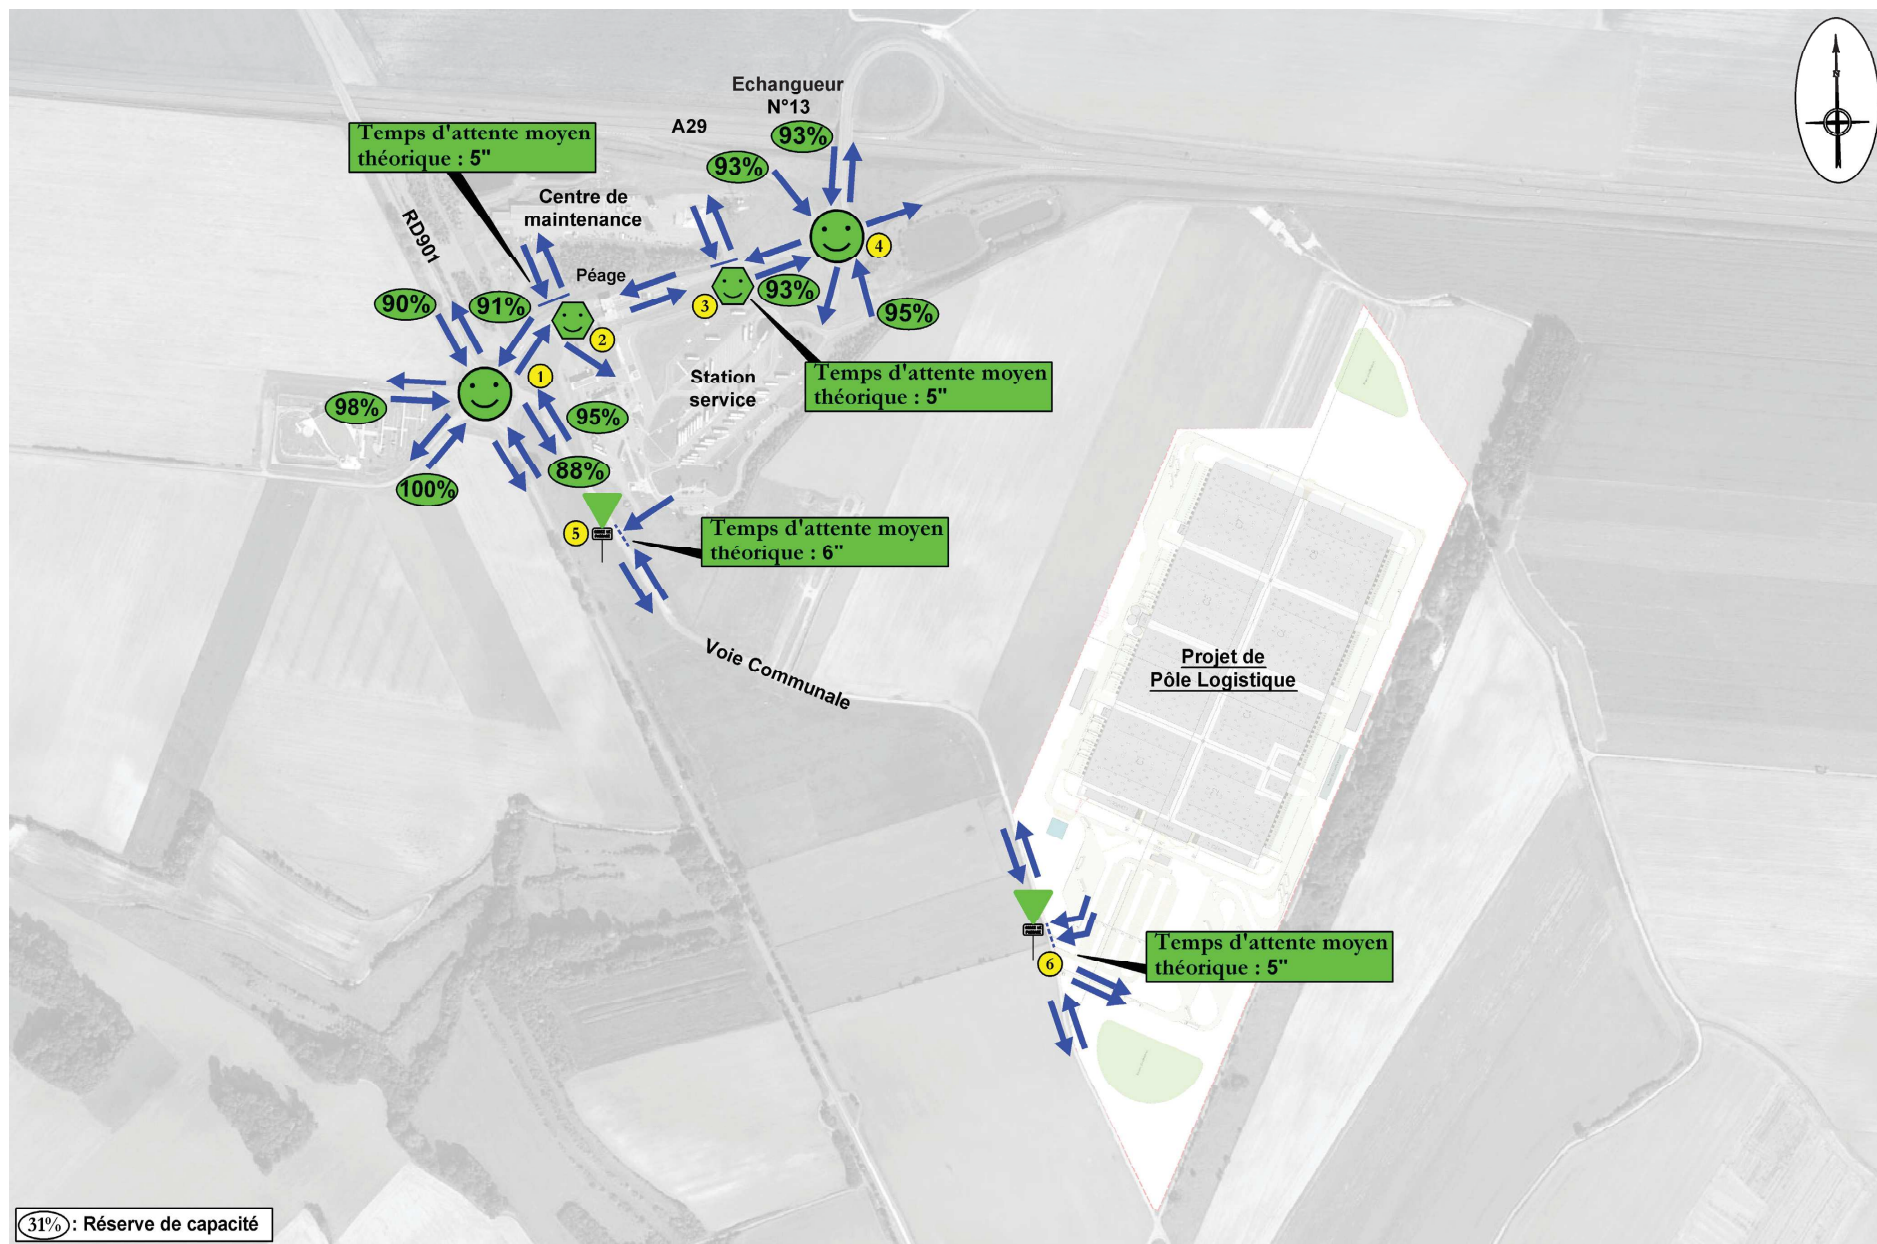 Echangeur
N°13
A29
93%
93%
Temps d'attente moyen
théorique : 5"
Centre de
maintenance
RD901
Péage
4
3
93%
95%
90%
91%
2
1
Station
service
Temps d'attente moyen
théorique : 5"
98%
95%
88%
100%
5
Temps d'attente moyen
théorique : 6"
Voie Communale
Projet de
Pôle Logistique
6
Temps d'attente moyen
théorique : 5"
N
31% : Réserve de capacité